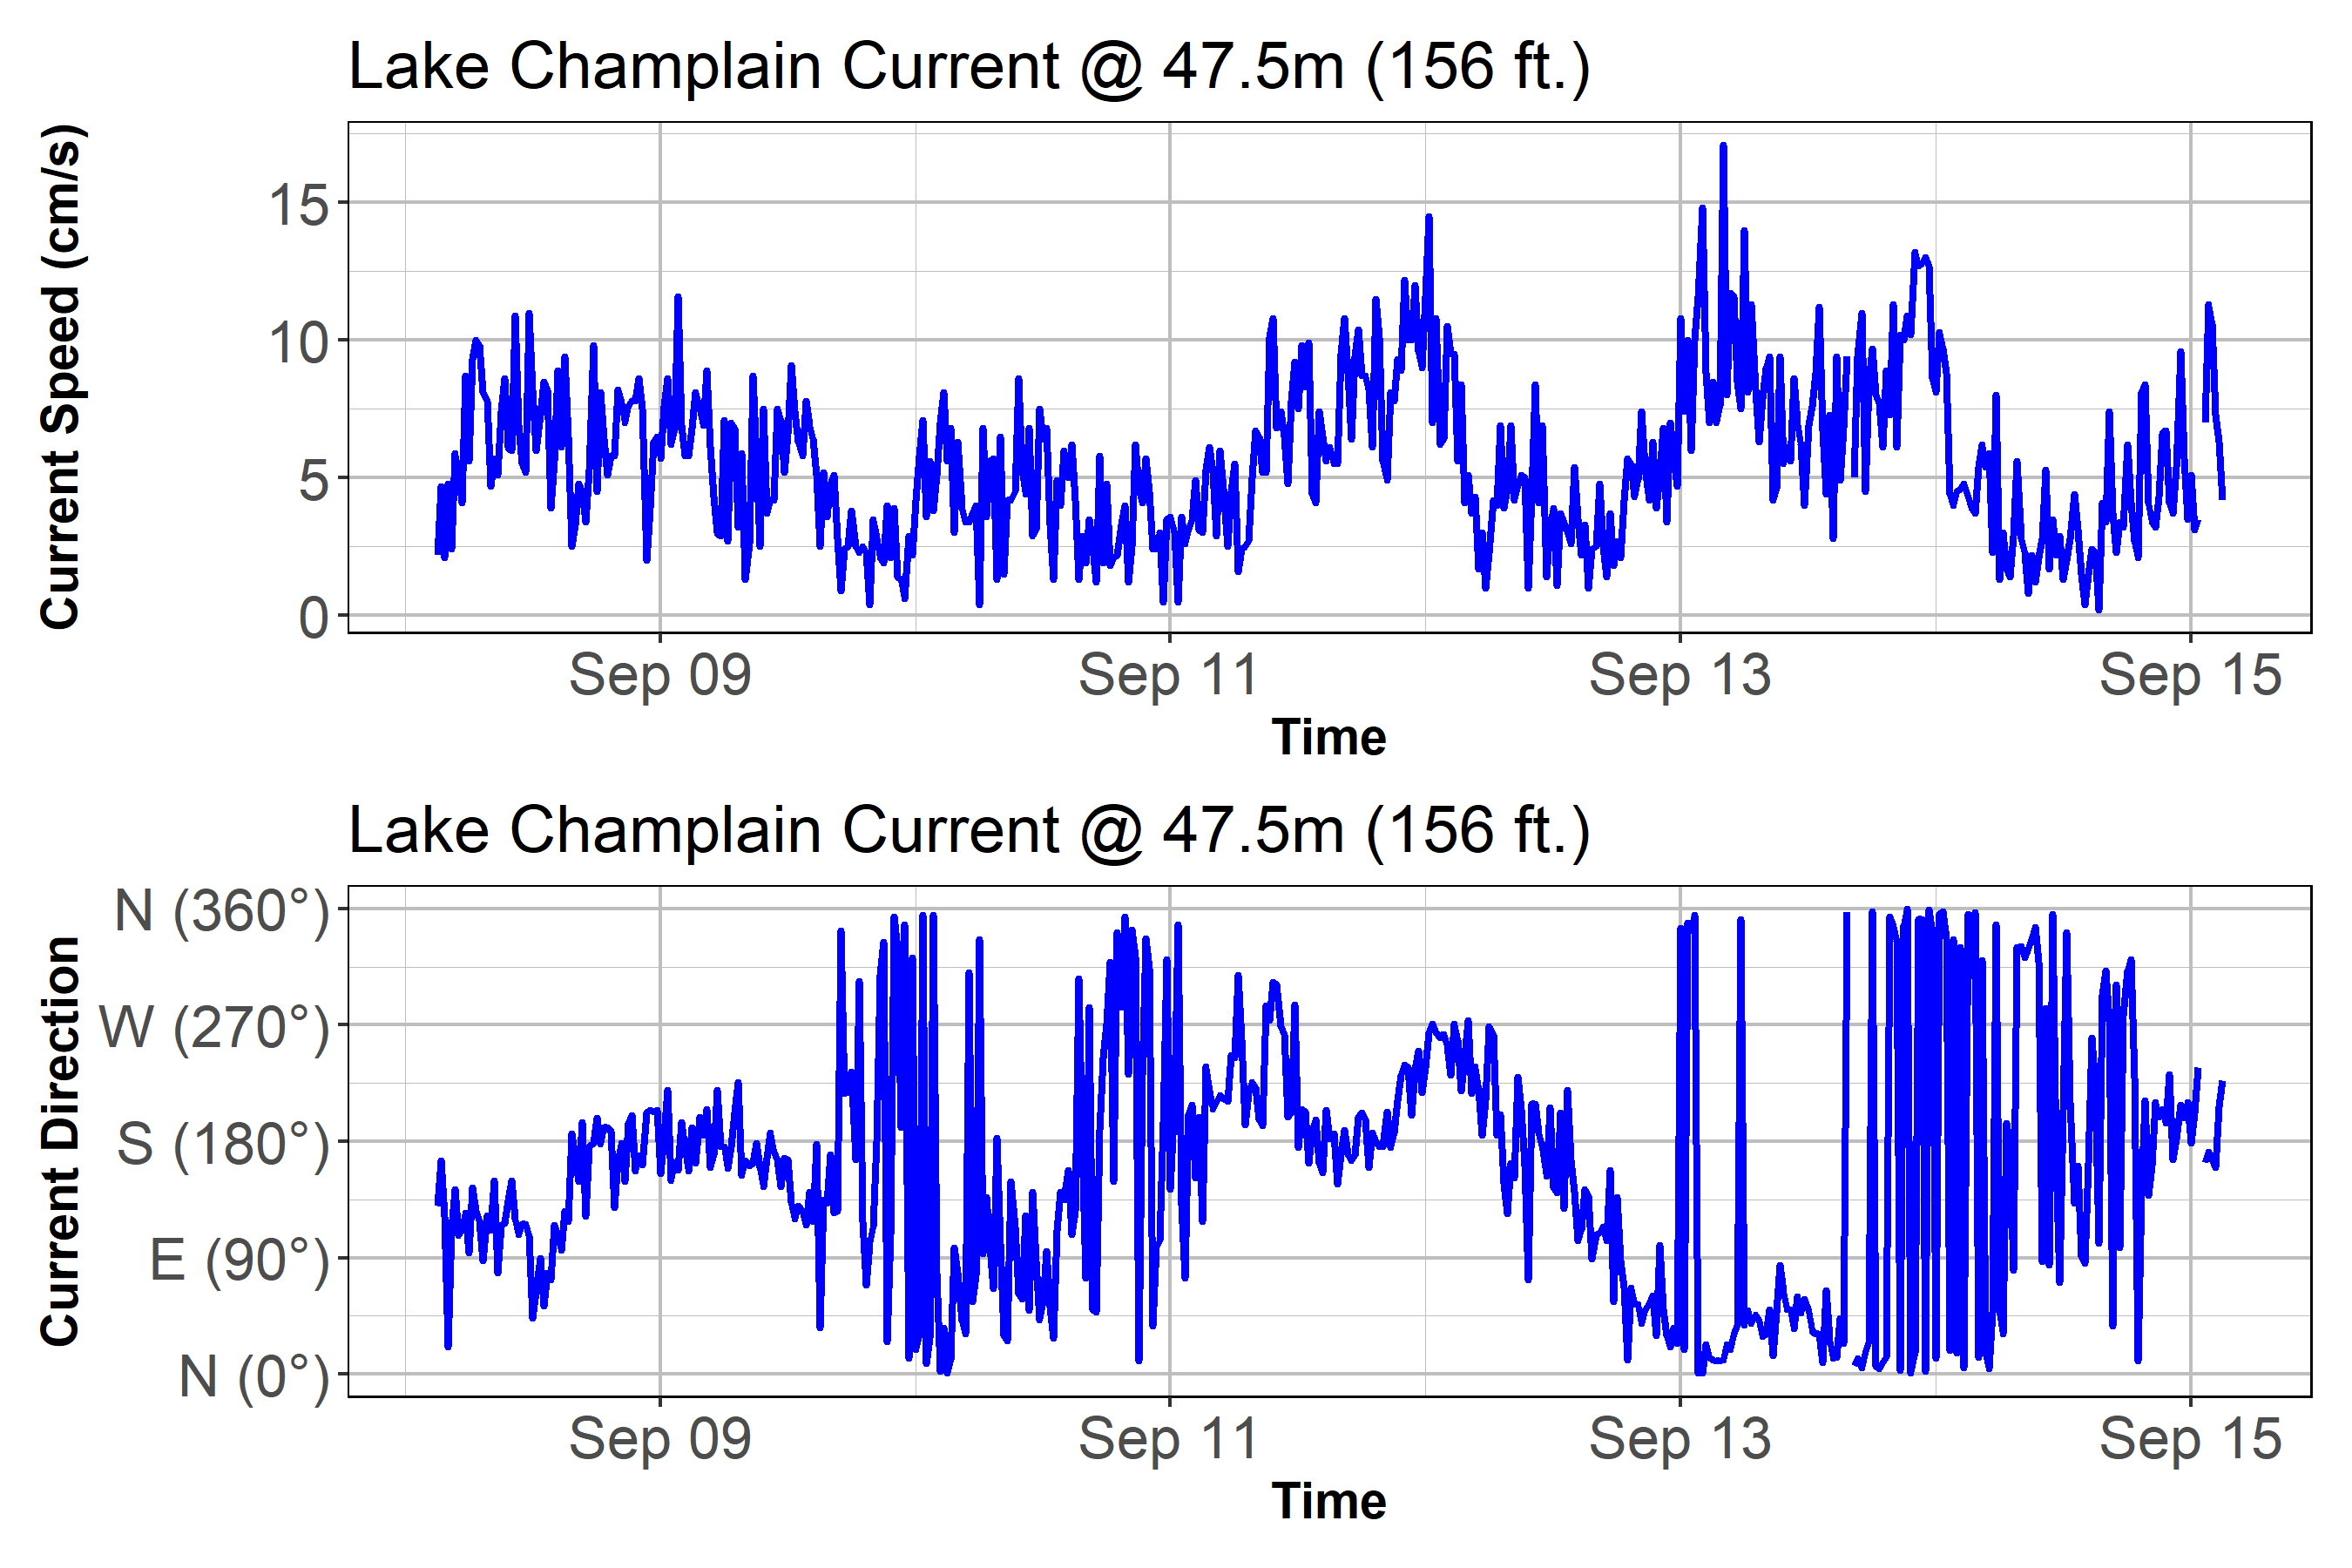 Lake Champlain Current @ 47.5m (156 ft.)
Current Speed (cm/s)
15
10
5
0
Sep 09 Sep 11 Sep 13 Sep 15
Time
Lake Champlain Current @ 47.5m (156 ft.)
Current Direction
N (360°)
W (270°)
S (180°)
E (90°)
N (0°)
Sep 09 Sep 11 Sep 13 Sep 15
Time